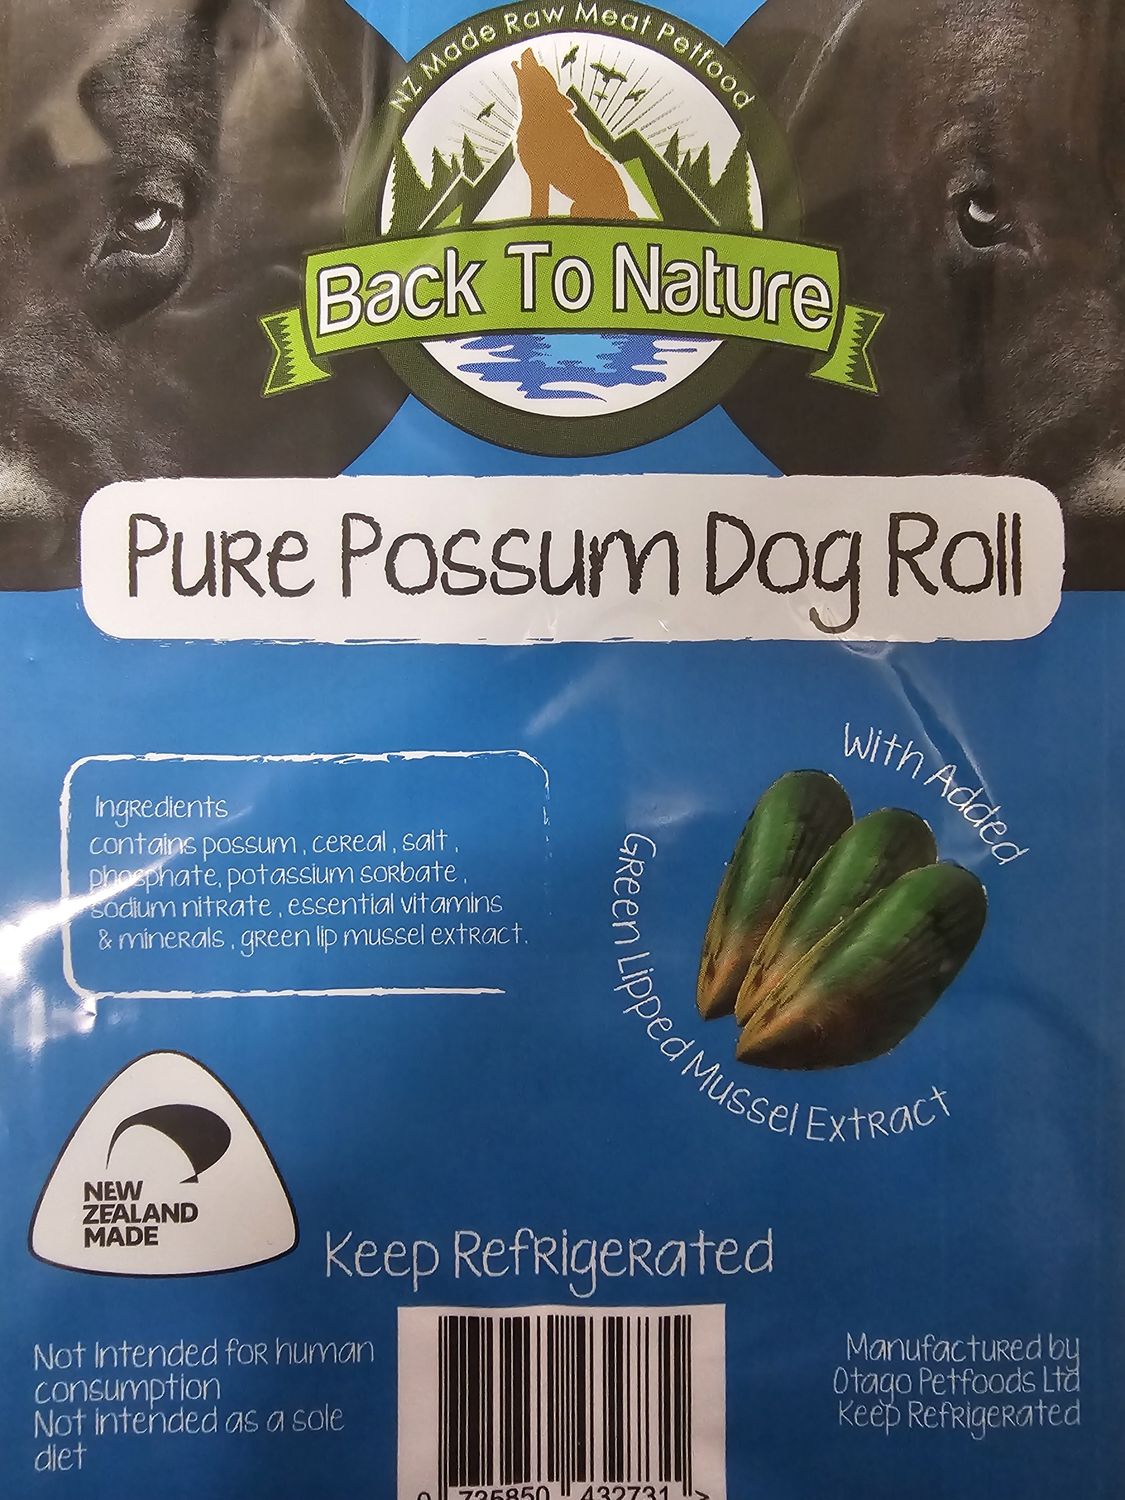 NZ Made Raw Meat Petfood
Back To Nature
Pure Possum Dog Roll
With Added
Green Lipped Mussel Extract
Ingredients
contains possum, cereal, salt,
phosphate, potassium sorbate,
sodium nitrate, essential vitamins
& minerals, green lip mussel extract.
NEW
ZEALAND
MADE
Keep Refrigerated
Not Intended for human
consumption
Not intended as a sole
diet
Manufactured by
Otago Petfoods Ltd
Keep Refrigerated
0 735850 432731 >